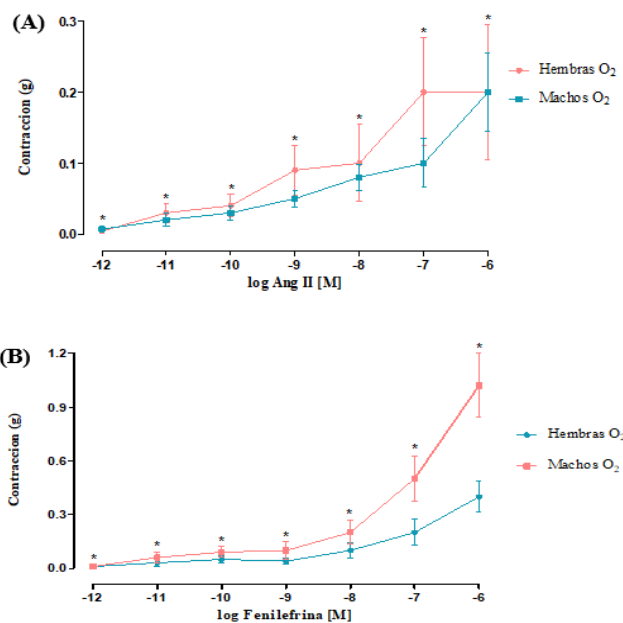 (A)
0.3
0.2
0.1
0.0
Contraccion (g)
* * * * * * *
Hembras O2
Machos O2
-12 -11 -10 -9 -8 -7 -6
log Ang II [M]
(B)
1.2
0.9
0.6
0.3
0.0
Contraccion (g)
* * * * * * *
Hembras O2
Machos O2
-12 -11 -10 -9 -8 -7 -6
log Fenilefrina [M]